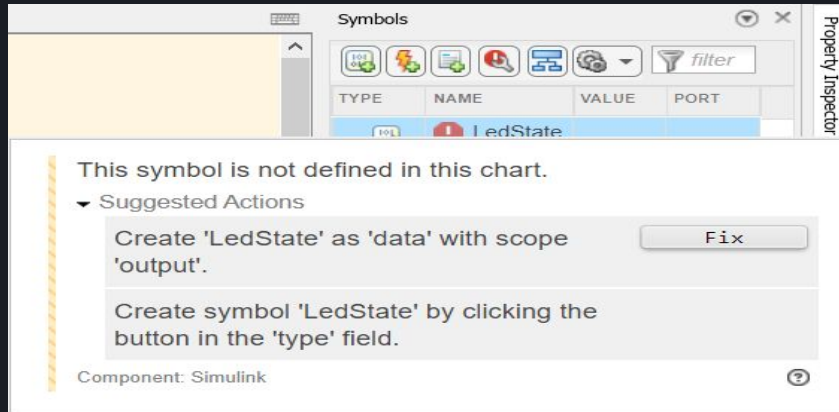 Symbols
Property Inspector
filter
TYPE NAME VALUE PORT
LedState
This symbol is not defined in this chart.
Suggested Actions
Create 'LedState' as 'data' with scope
'output'.
Fix
Create symbol 'LedState' by clicking the
button in the 'type' field.
Component: Simulink